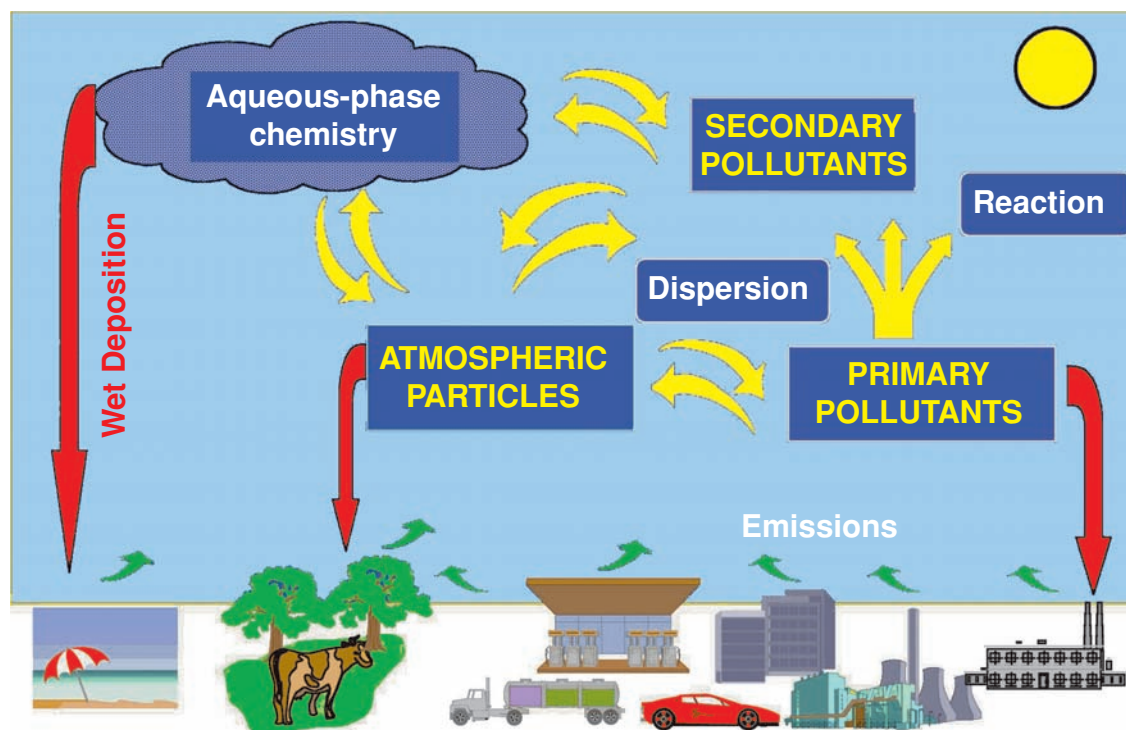 Aqueous-phase
chemistry
SECONDARY
POLLUTANTS
Reaction
Wet Deposition
Dispersion
ATMOSPHERIC
PARTICLES
PRIMARY
POLLUTANTS
Emissions